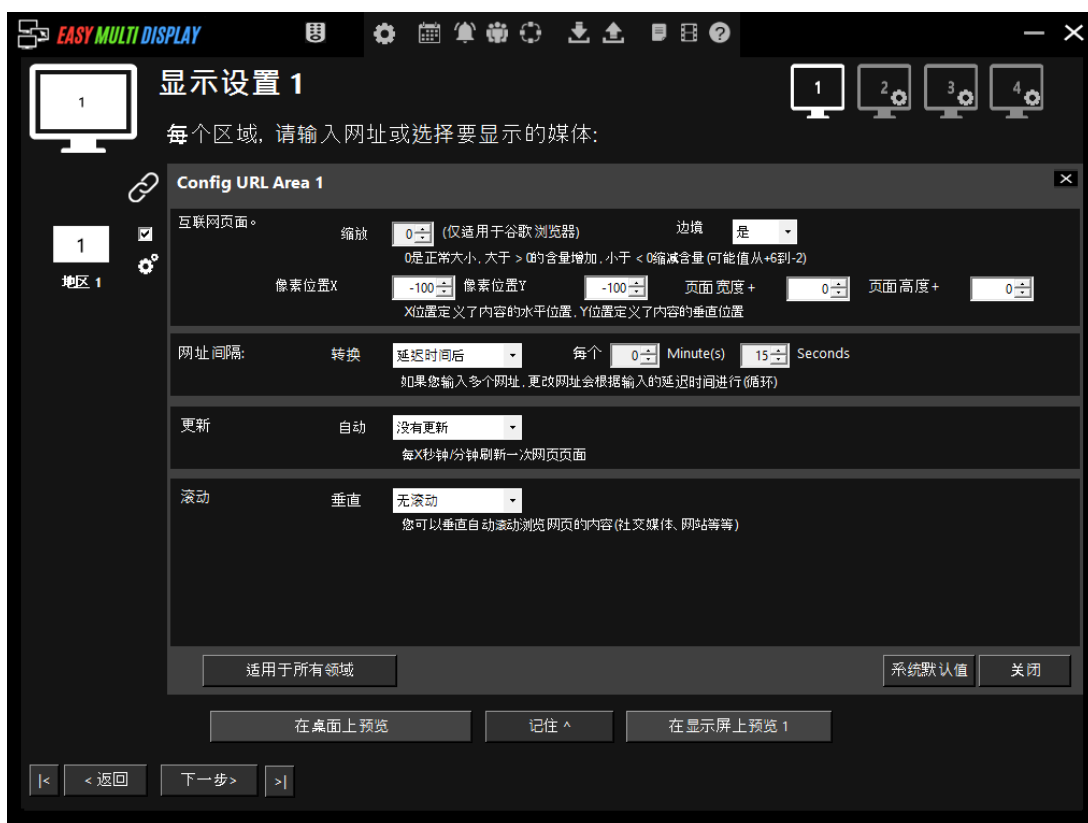 EASY MULTI DISPLAY
1
显示设置 1
1
2
3
4
每个区域, 请输入网址或选择要显示的媒体:
Config URL Area 1
1
地区 1
互联网页面。
缩放 0 (仅适用于谷歌 浏览器) 边境 是
0是正常大小, 大于 > 0的含量增加, 小于 < 0缩减含量 (可能值从+6到-2)
像素位置X -100 像素位置Y -100 页面 宽度 + 0 页面高度+ 0
X位置定义了内容的水平位置, Y位置定义了内容的垂直位置
网址 间隔: 转换 延迟时间后 每个 0 Minute(s) 15 Seconds
如果您输入多个网址, 更改网址会根据输入的延迟时间进行 (循环)
更新 自动 没有更新
每X秒钟/分钟刷新一次网页页面
滚动 垂直 无滚动
您可以垂直自动滚动浏览 网页的内容(社交媒体、网站等等)
适用于所有领域 系统默认值 关闭
在桌面上预览 记住 ^ 在显示屏上预览 1
|< < 返回 下一步> >|